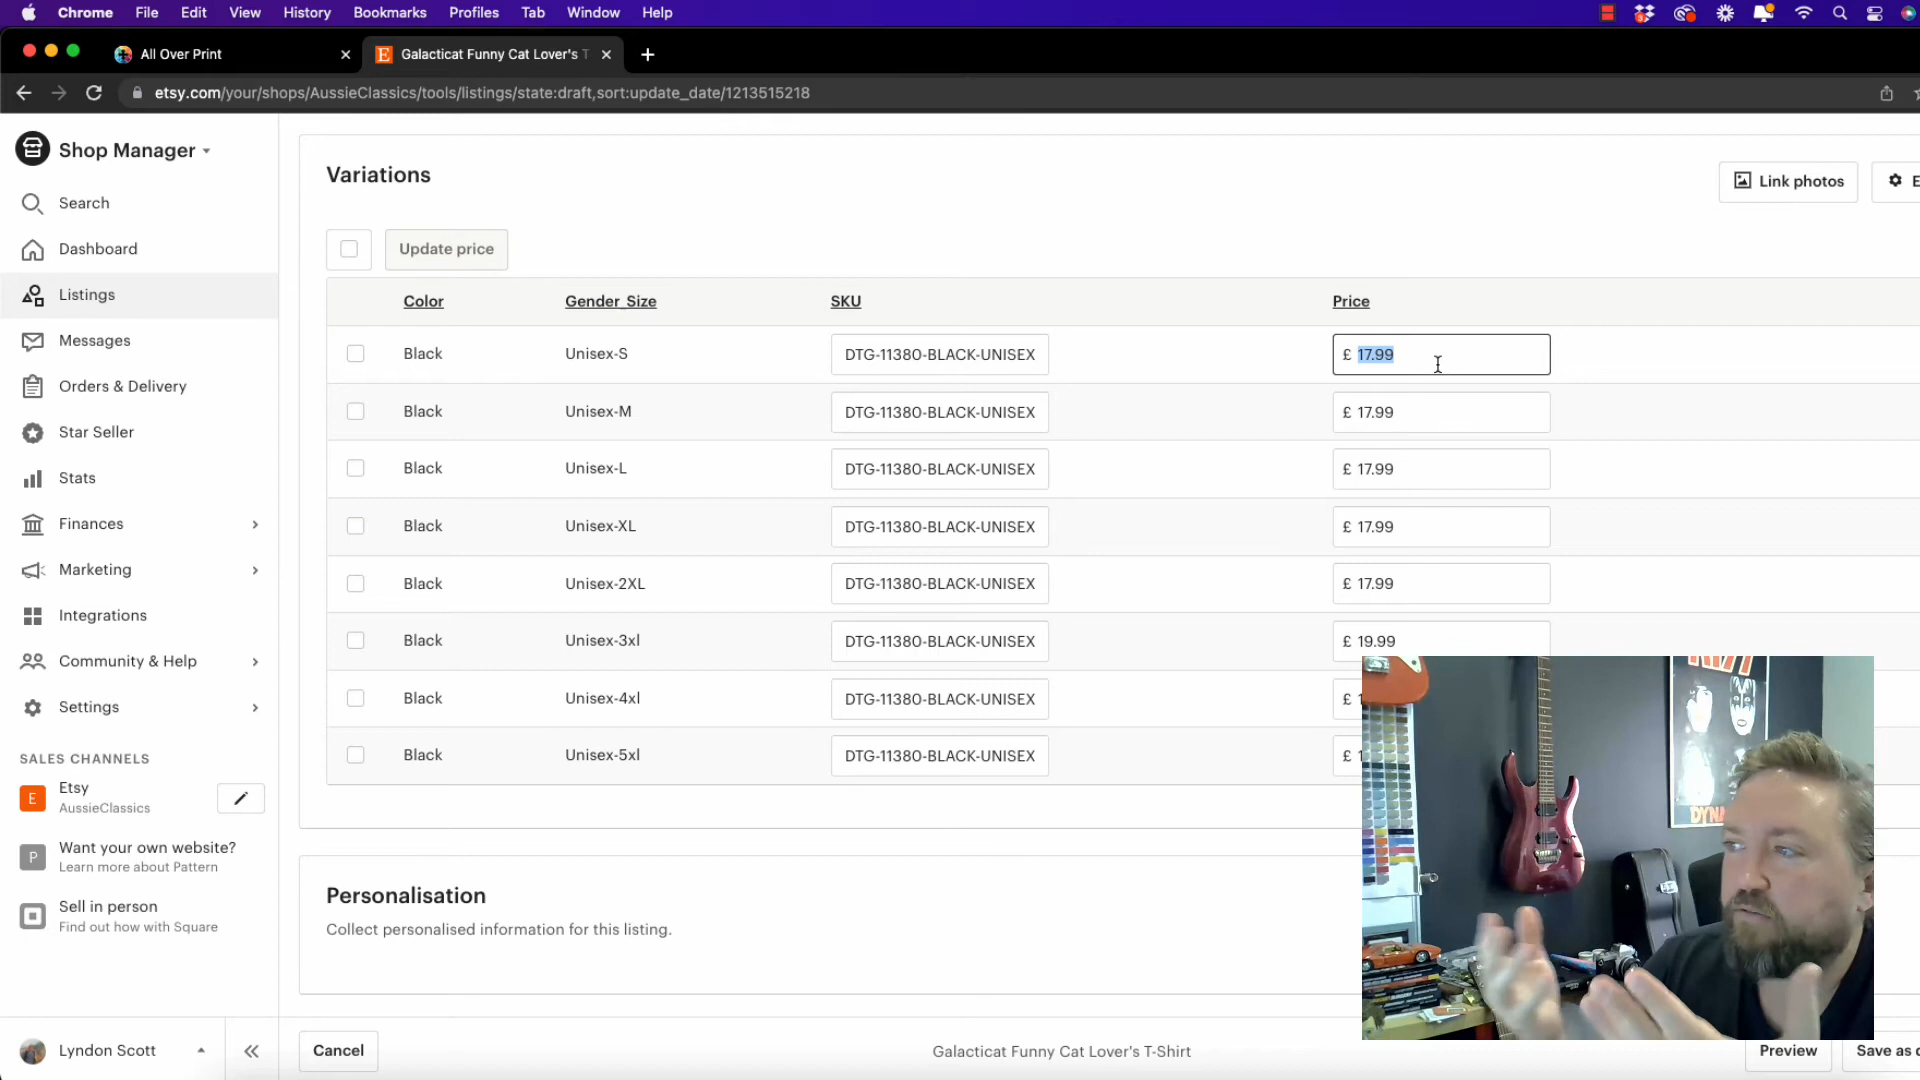 Chrome File Edit View History Bookmarks Profiles Tab Window Help
All Over Print
Galacticat Funny Cat Lover's T
etsy.com/your/shops/AussieClassics/tools/listings/state:draft,sort:update_date/1213515218
Shop Manager
Search
Dashboard
Listings
Messages
Orders & Delivery
Star Seller
Stats
Finances
Marketing
Integrations
Community & Help
Settings
SALES CHANNELS
E
Etsy
AussieClassics
P
Want your own website?
Learn more about Pattern
Sell in person
Find out how with Square
Lyndon Scott
Variations
Link photos
E
Update price
Color Gender_Size SKU Price
Black Unisex-S DTG-11380-BLACK-UNISEX £ 17.99
Black Unisex-M DTG-11380-BLACK-UNISEX £ 17.99
Black Unisex-L DTG-11380-BLACK-UNISEX £ 17.99
Black Unisex-XL DTG-11380-BLACK-UNISEX £ 17.99
Black Unisex-2XL DTG-11380-BLACK-UNISEX £ 17.99
Black Unisex-3xl DTG-11380-BLACK-UNISEX £ 19.99
Black Unisex-4xl DTG-11380-BLACK-UNISEX £ 1
Black Unisex-5xl DTG-11380-BLACK-UNISEX £ 1
Personalisation
Collect personalised information for this listing.
Cancel
Galacticat Funny Cat Lover's T-Shirt
Preview
Save as
DYNA